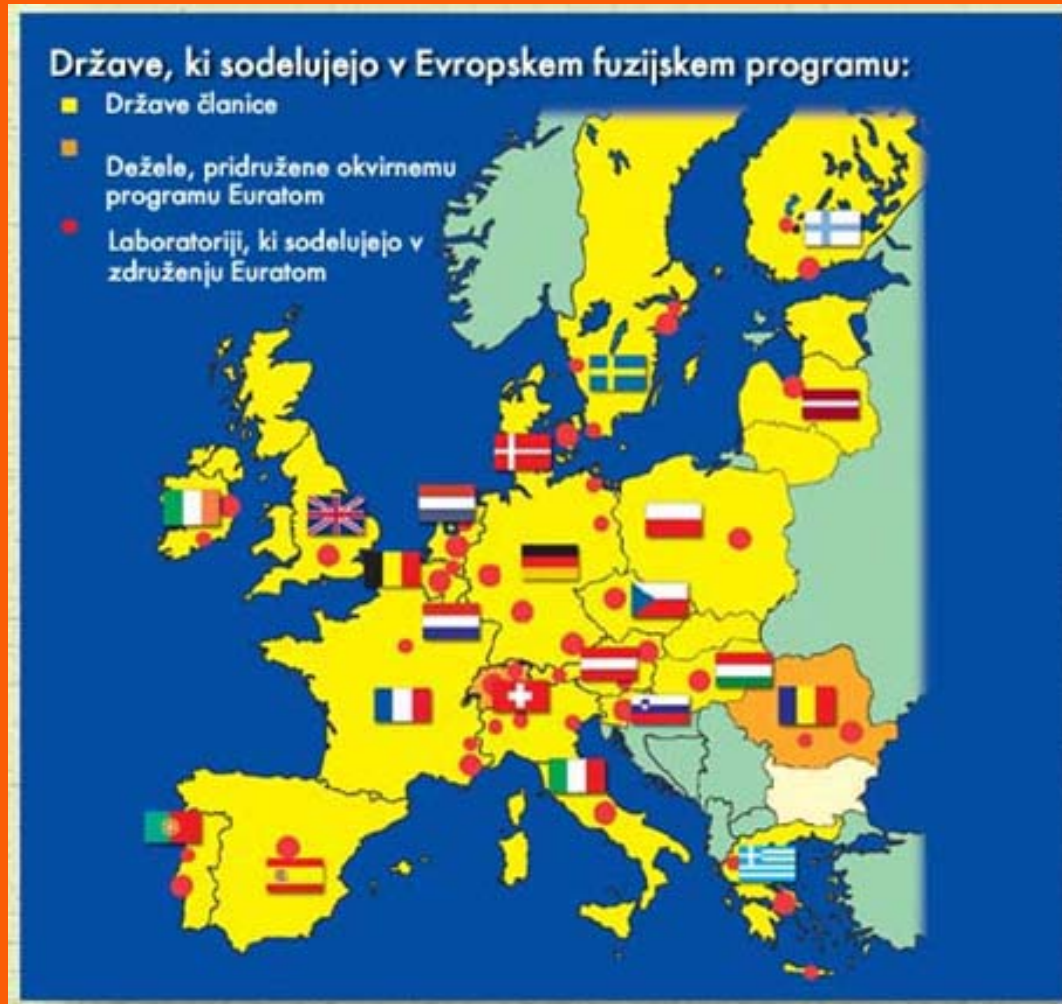 Države, ki sodelujejo v Evropskem fuzijskem programu:
Države članice
Dežele, pridružene okvirnemu
programu Euratom
Laboratoriji, ki sodelujejo v
združenju Euratom